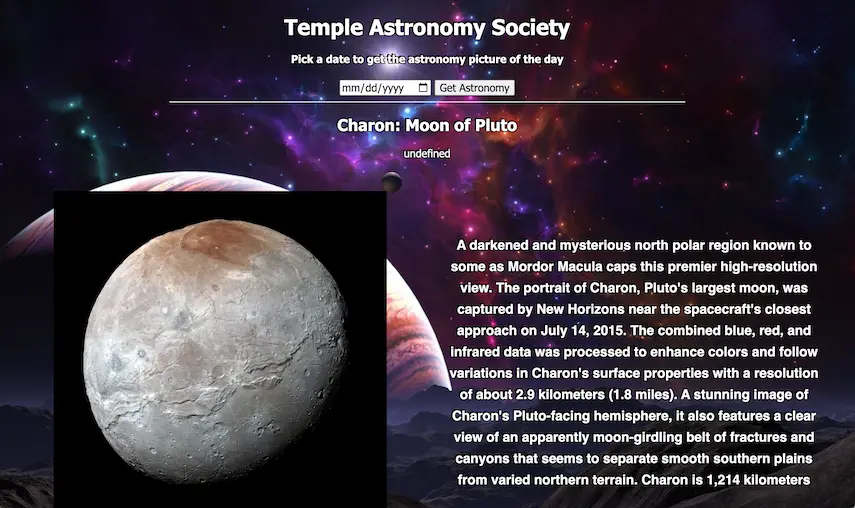 Temple Astronomy Society
Pick a date to get the astronomy picture of the day
mm/dd/yyyy Get Astronomy
Charon: Moon of Pluto
undefined
A darkened and mysterious north polar region known to
some as Mordor Macula caps this premier high-resolution
view. The portrait of Charon, Pluto's largest moon, was
captured by New Horizons near the spacecraft's closest
approach on July 14, 2015. The combined blue, red, and
infrared data was processed to enhance colors and follow
variations in Charon's surface properties with a resolution
of about 2.9 kilometers (1.8 miles). A stunning image of
Charon's Pluto-facing hemisphere, it also features a clear
view of an apparently moon-girdling belt of fractures and
canyons that seems to separate smooth southern plains
from varied northern terrain. Charon is 1,214 kilometers